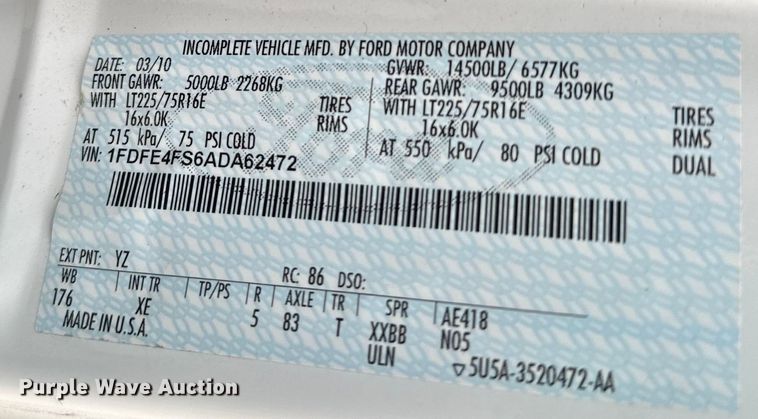 INCOMPLETE VEHICLE MFD. BY FORD MOTOR COMPANY
DATE: 03/10 GVWR: 14500LB/ 6577KG
FRONT GAWR: 5000LB 2268KG REAR GAWR: 9500LB 4309KG
WITH LT225/75R16E TIRES WITH LT225/75R16E TIRES
16x6.0K RIMS 16x6.0K RIMS
AT 515 kPa/ 75 PSI COLD AT 550 kPa/ 80 PSI COLD DUAL
VIN: 1FDFE4FS6ADA62472
EXT PNT: YZ RC: 86 DSO:
WB INT TR TP/PS R AXLE TR SPR AE418
176 XE 5 83 T XXBB N05
MADE IN U.S.A. ULN ▽5U5A-3520472-AA
Purple Wave Auction